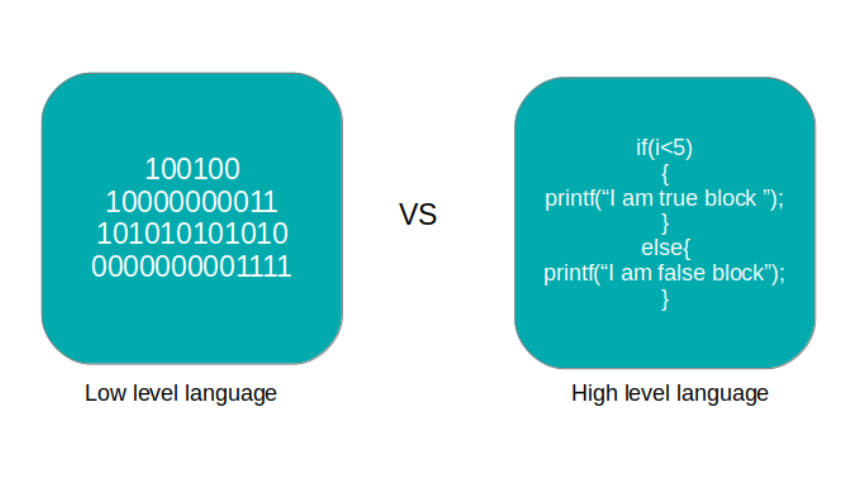 100100
10000000011
101010101010
0000000001111
Low level language
VS
if(i<5)
{
printf(“I am true block ”);
}
else{
printf(“I am false block”);
}
High level language